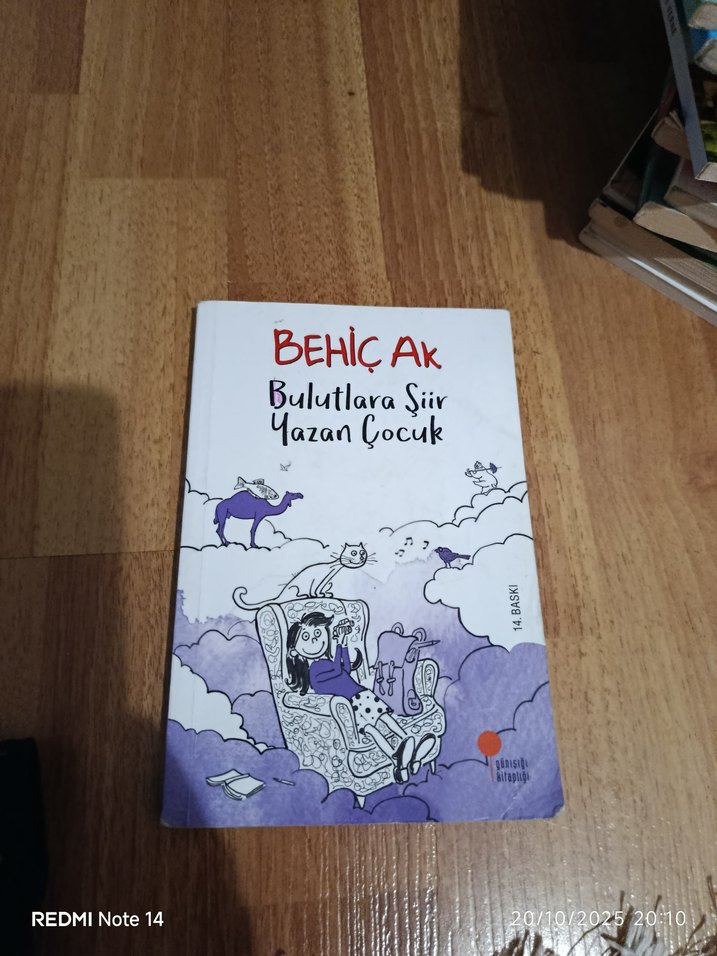 BEHİÇ AK
Bulutlara Şiir
Yazan Çocuk
14. BASKI
günışığı
kitaplığı
REDMI Note 14
20/10/2025 20:10